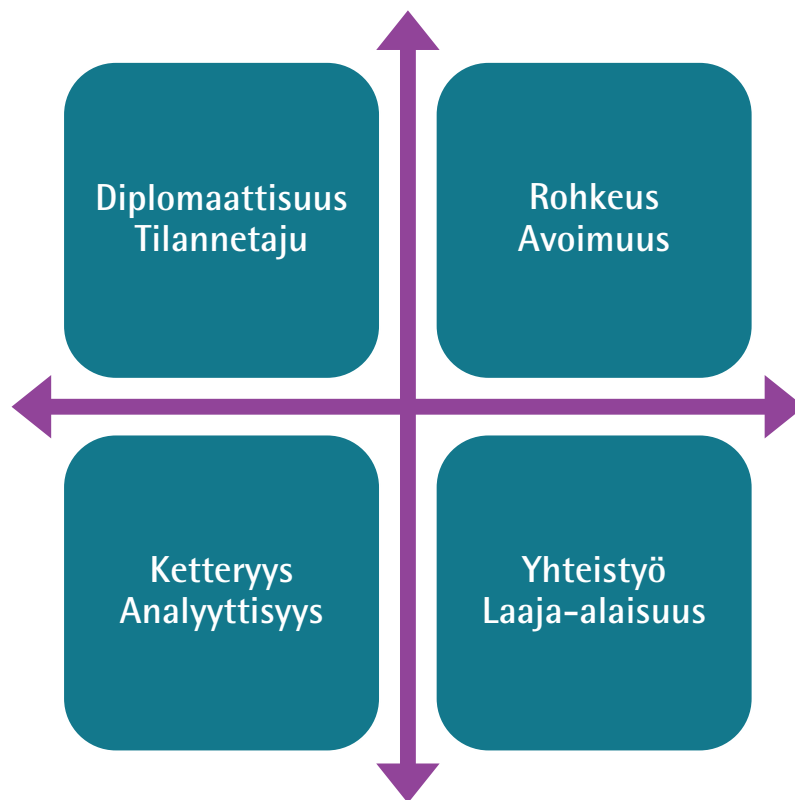 Diplomaattisuus
Tilannetaju
Rohkeus
Avoimuus
Ketteryys
Analyyttisyys
Yhteistyö
Laaja-alaisuus